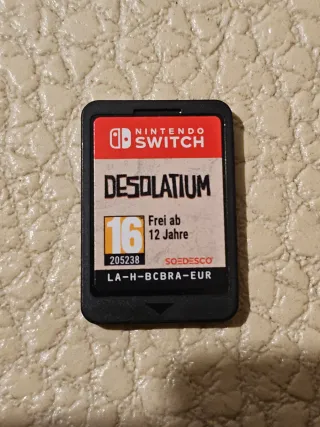 NINTENDO
SWITCH
DESOLATIUM
16
Frei ab
12 Jahre
205238
SOEDESCO
LA-H-BCBRA-EUR